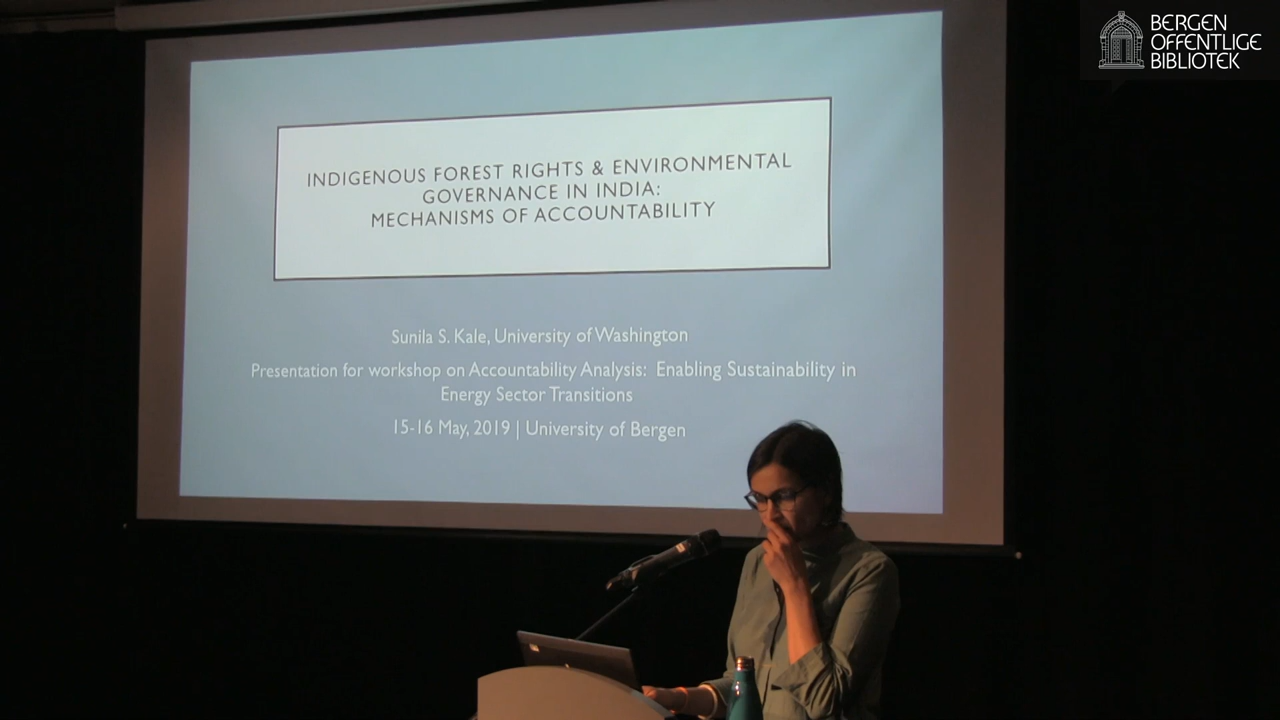 BERGEN
OFFENTLIGE
BIBLIOTEK
INDIGENOUS FOREST RIGHTS & ENVIRONMENTAL
GOVERNANCE IN INDIA:
MECHANISMS OF ACCOUNTABILITY
Sunila S. Kale, University of Washington
Presentation for workshop on Accountability Analysis: Enabling Sustainability in
Energy Sector Transitions
15-16 May, 2019 | University of Bergen